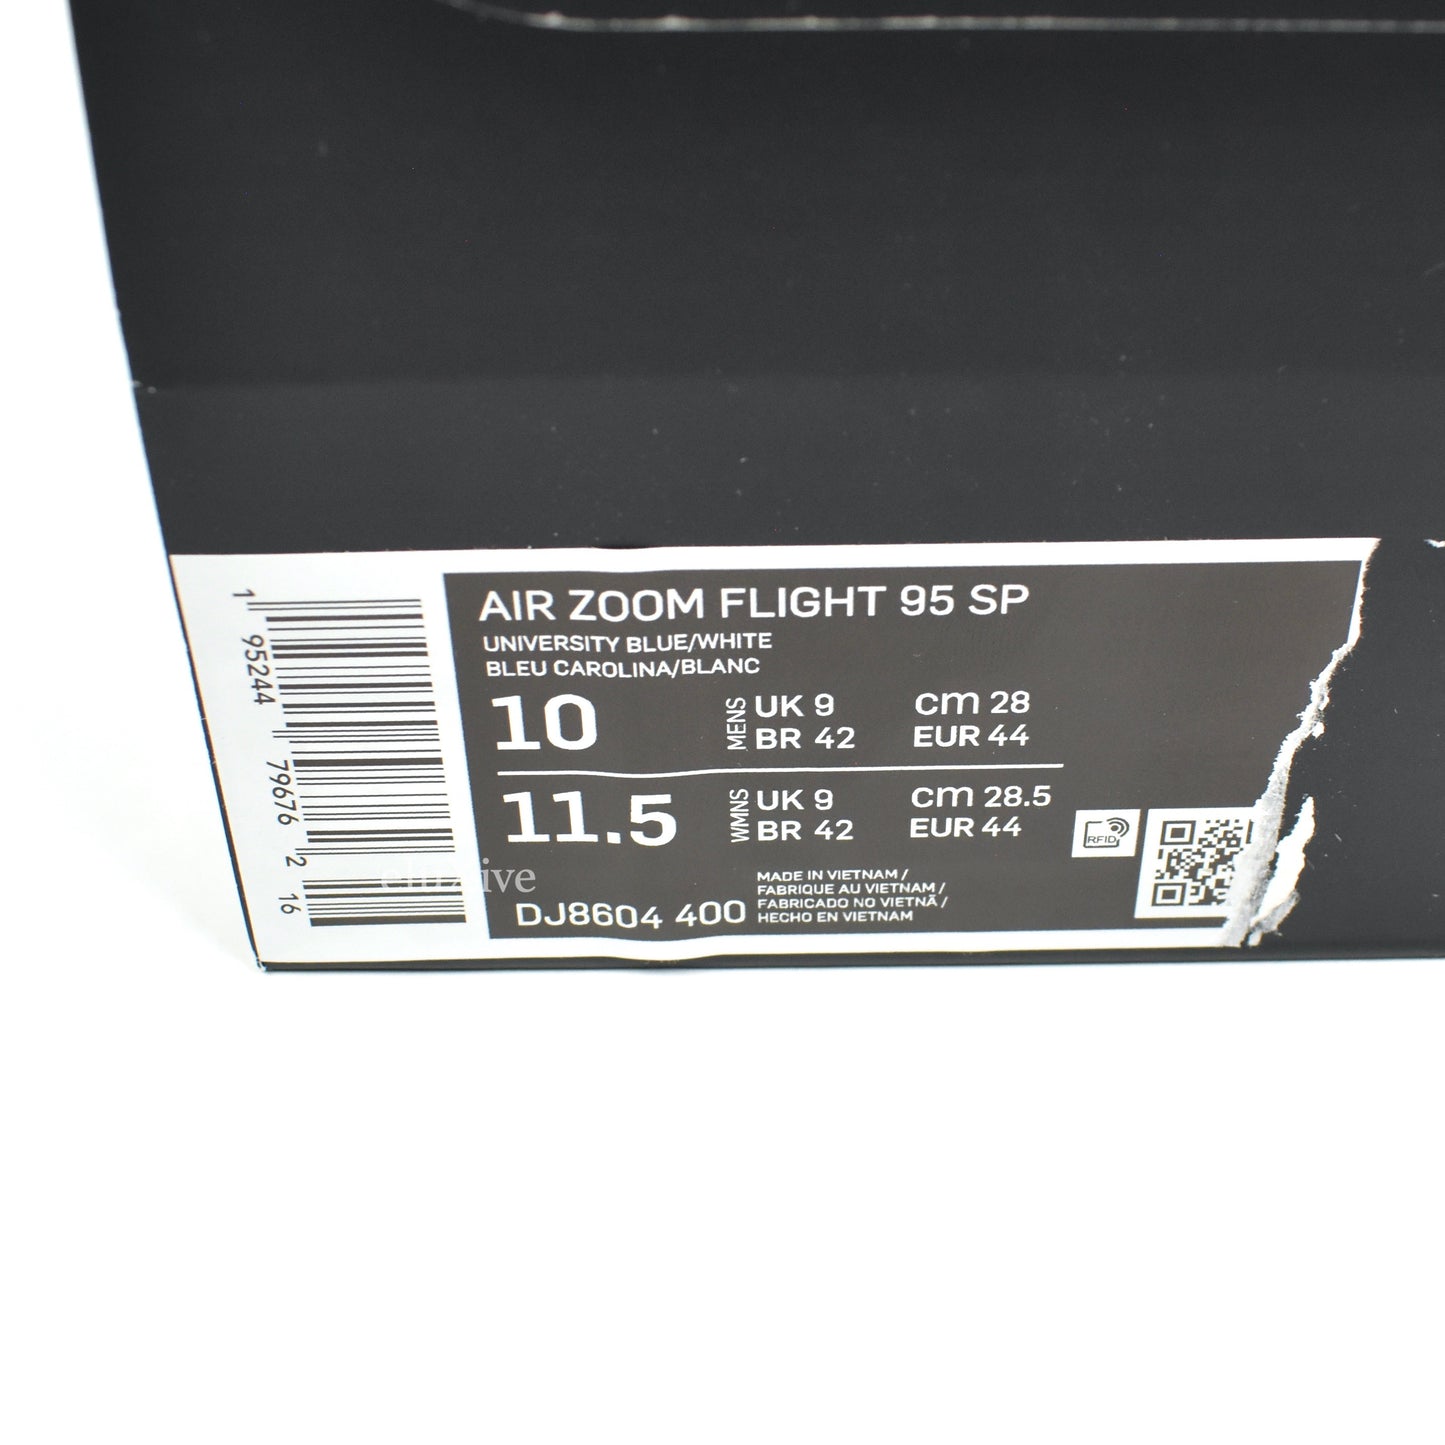 AIR ZOOM FLIGHT 95 SP
UNIVERSITY BLUE/WHITE
BLEU CAROLINA/BLANC
10 MENS UK 9 cm 28
BR 42 EUR 44
11.5 WMNS UK 9 cm 28.5
BR 42 EUR 44
RFID
DJ8604 400
MADE IN VIETNAM /
FABRIQUE AU VIETNAM /
FABRICADO NO VIETNÃ /
HECHO EN VIETNAM
1 95244 79676 2 16